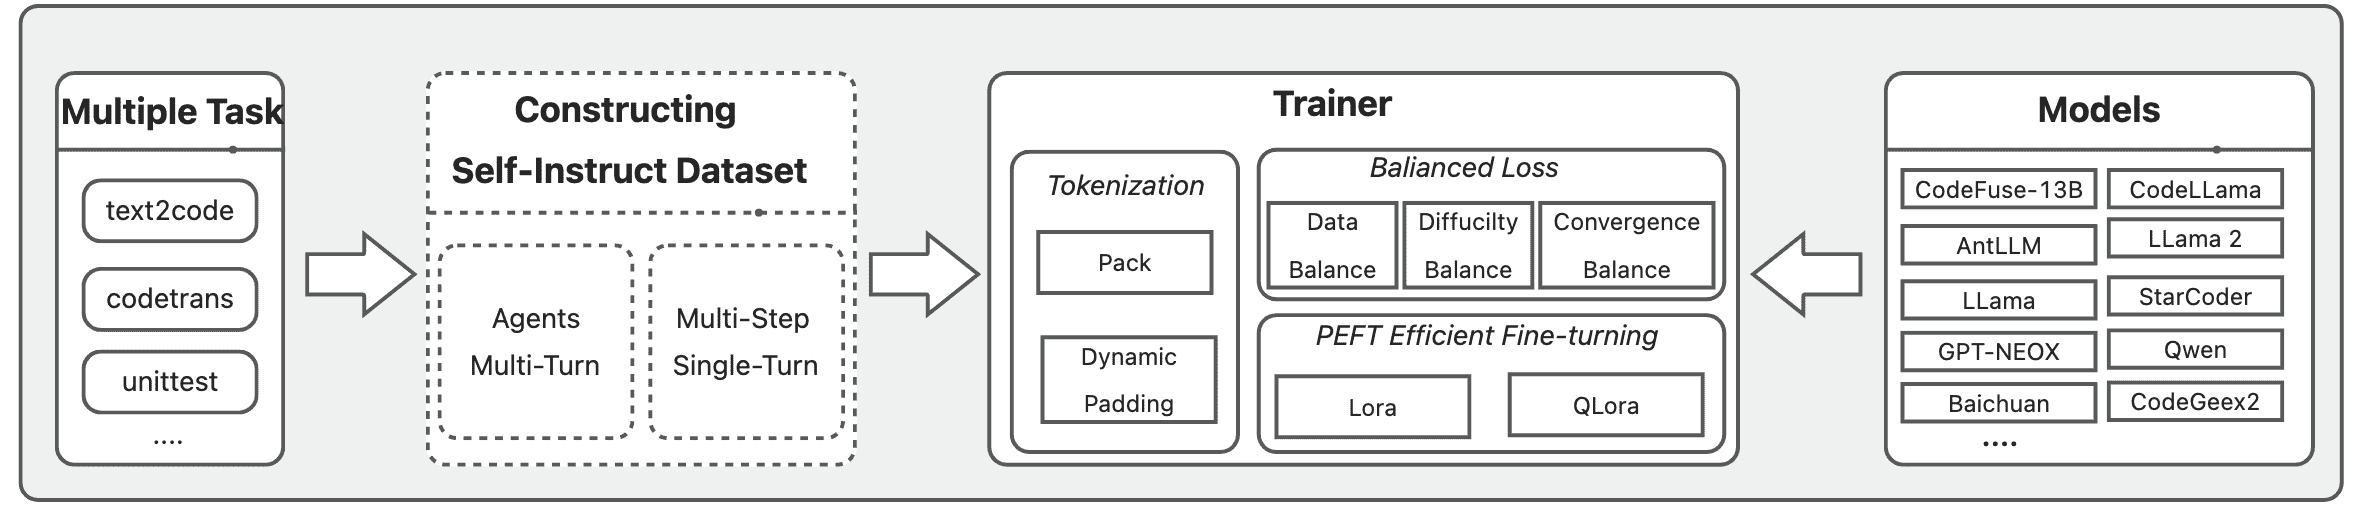 Multiple Task
text2code
codetrans
unittest
....
Constructing
Self-Instruct Dataset
Agents
Multi-Turn
Multi-Step
Single-Turn
Trainer
Tokenization
Pack
Dynamic
Padding
Balianced Loss
Data
Balance
Diffucilty
Balance
Convergence
Balance
PEFT Efficient Fine-turning
Lora
QLora
Models
CodeFuse-13B
CodeLLama
AntLLM
LLama 2
LLama
StarCoder
GPT-NEOX
Qwen
Baichuan
CodeGeex2
....